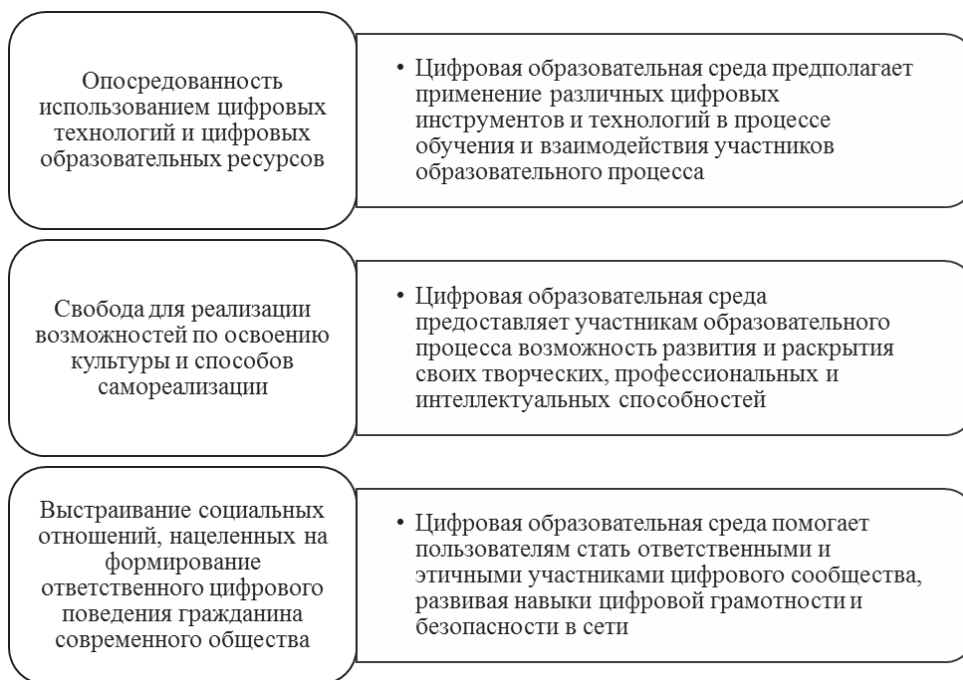 Опосредованность
использованием цифровых
технологий и цифровых
образовательных ресурсов
• Цифровая образовательная среда предполагает
применение различных цифровых
инструментов и технологий в процессе
обучения и взаимодействия участников
образовательного процесса
Свобода для реализации
возможностей по освоению
культуры и способов
самореализации
• Цифровая образовательная среда
предоставляет участникам образовательного
процесса возможность развития и раскрытия
своих творческих, профессиональных и
интеллектуальных способностей
Выстраивание социальных
отношений, нацеленных на
формирование
ответственного цифрового
поведения гражданина
современного общества
• Цифровая образовательная среда помогает
пользователям стать ответственными и
этичными участниками цифрового сообщества,
развивая навыки цифровой грамотности и
безопасности в сети